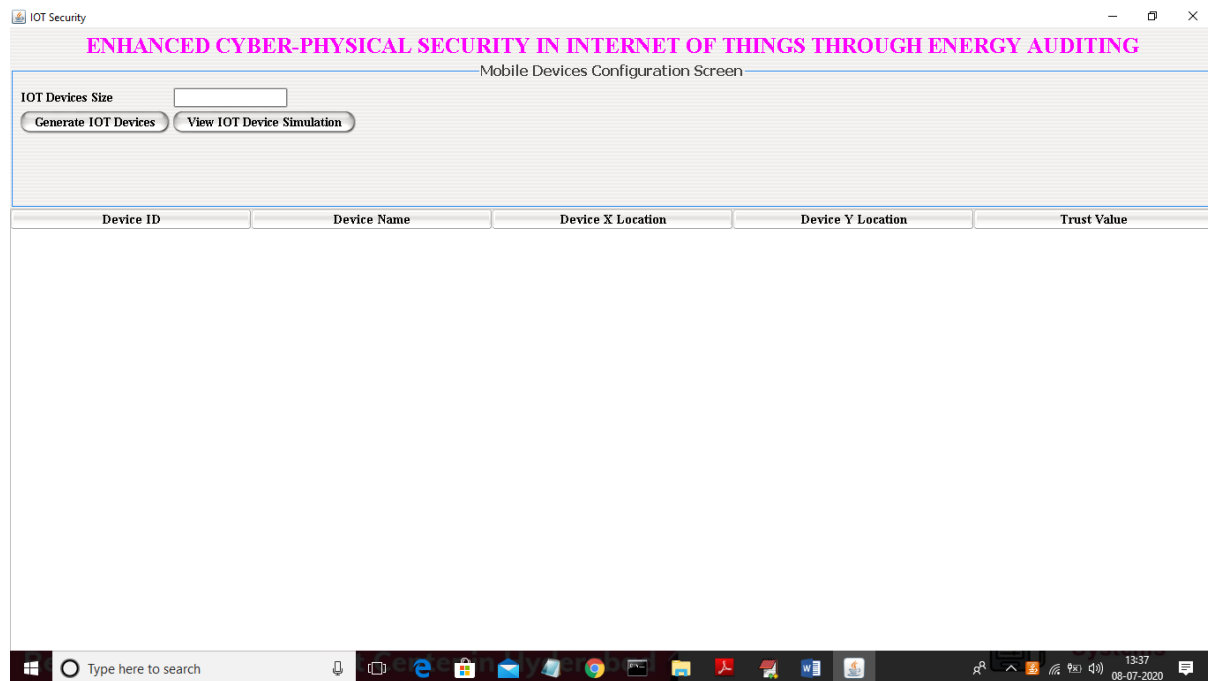 IOT Security
ENHANCED CYBER-PHYSICAL SECURITY IN INTERNET OF THINGS THROUGH ENERGY AUDITING
Mobile Devices Configuration Screen
IOT Devices Size
Generate IOT Devices View IOT Device Simulation
Device ID Device Name Device X Location Device Y Location Trust Value
Type here to search
13:37
08-07-2020